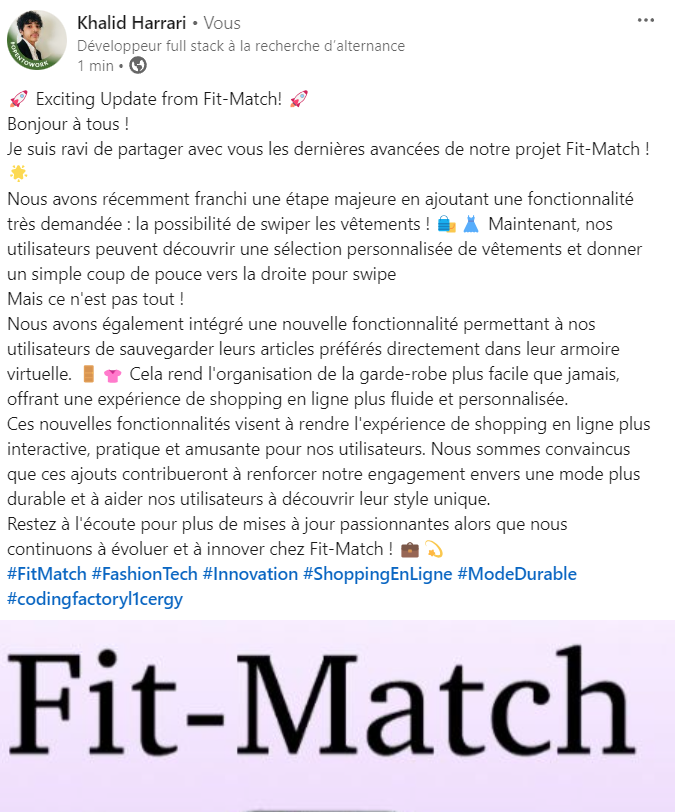 Khalid Harrari • Vous
Développeur full stack à la recherche d'alternance
1 min •
#OPENTOWORK
🚀 Exciting Update from Fit-Match! 🚀
Bonjour à tous !
Je suis ravi de partager avec vous les dernières avancées de notre projet Fit-Match !
🌟
Nous avons récemment franchi une étape majeure en ajoutant une fonctionnalité
très demandée : la possibilité de swiper les vêtements ! 🛍️ 👗 Maintenant, nos
utilisateurs peuvent découvrir une sélection personnalisée de vêtements et donner
un simple coup de pouce vers la droite pour swipe
Mais ce n'est pas tout !
Nous avons également intégré une nouvelle fonctionnalité permettant à nos
utilisateurs de sauvegarder leurs articles préférés directement dans leur armoire
virtuelle. 🚪 👚 Cela rend l'organisation de la garde-robe plus facile que jamais,
offrant une expérience de shopping en ligne plus fluide et personnalisée.
Ces nouvelles fonctionnalités visent à rendre l'expérience de shopping en ligne plus
interactive, pratique et amusante pour nos utilisateurs. Nous sommes convaincus
que ces ajouts contribueront à renforcer notre engagement envers une mode plus
durable et à aider nos utilisateurs à découvrir leur style unique.
Restez à l'écoute pour plus de mises à jour passionnantes alors que nous
continuons à évoluer et à innover chez Fit-Match ! 💼 💫
#FitMatch #FashionTech #Innovation #ShoppingEnLigne #ModeDurable
#codingfactoryl1cergy
Fit-Match